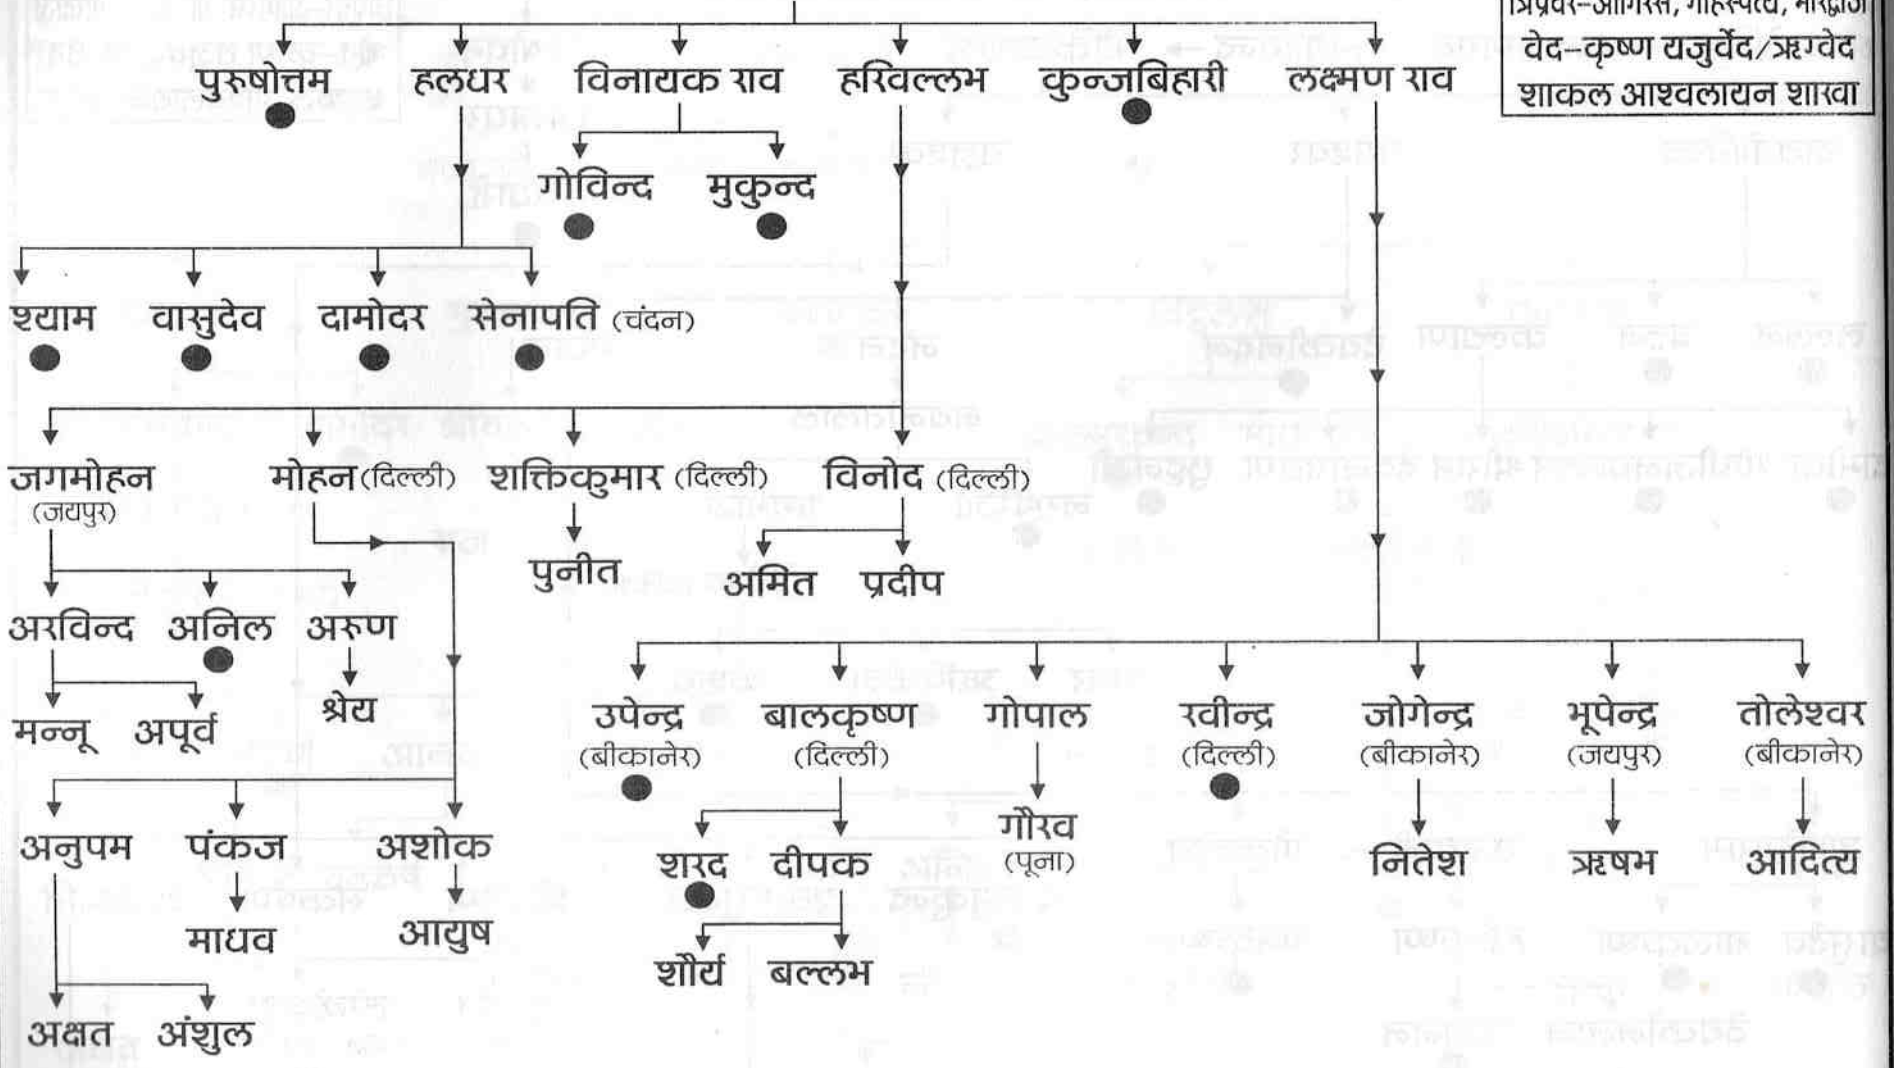 त्रिप्रवर-आंगिरस, गार्हस्पत्य, भारद्वाज
वेद-कृष्ण यजुर्वेद/ऋग्वेद
शाकल आश्वलायन शाखा
पुरुषोत्तम हलधर विनायक राव हरिवल्लभ कुन्जबिहारी लक्ष्मण राव
गोविन्द मुकुन्द
श्याम वासुदेव दामोदर सेनापति (चंदन)
जगमोहन मोहन (दिल्ली) शक्तिकुमार (दिल्ली) विनोद (दिल्ली)
(जयपुर)
पुनीत अमित प्रदीप
अरविन्द अनिल अरुण
मन्नू अपूर्व श्रेय
उपेन्द्र बालकृष्ण गोपाल रवीन्द्र जोगेन्द्र भूपेन्द्र तोलेश्वर
(बीकानेर) (दिल्ली) (दिल्ली) (बीकानेर) (जयपुर) (बीकानेर)
अनुपम पंकज अशोक
शरद दीपक गौरव नितेश ऋषभ आदित्य
(पूना)
माधव आयुष
शौर्य बल्लभ
अक्षत अंशुल